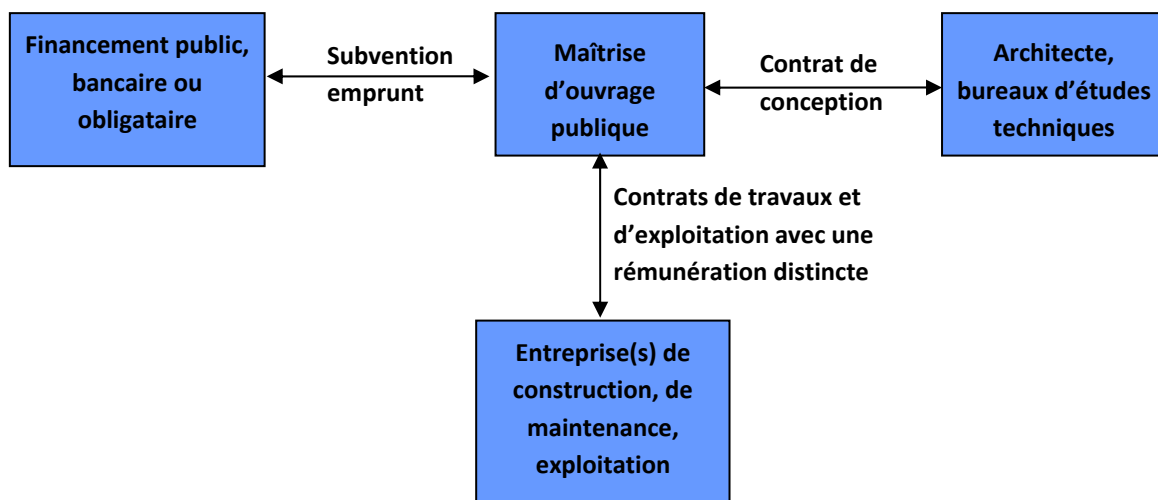 Financement public,
bancaire ou
obligataire
Subvention
emprunt
Maîtrise
d’ouvrage
publique
Contrat de
conception
Architecte,
bureaux d’études
techniques
Contrats de travaux et
d’exploitation avec une
rémunération distincte
Entreprise(s) de
construction, de
maintenance,
exploitation